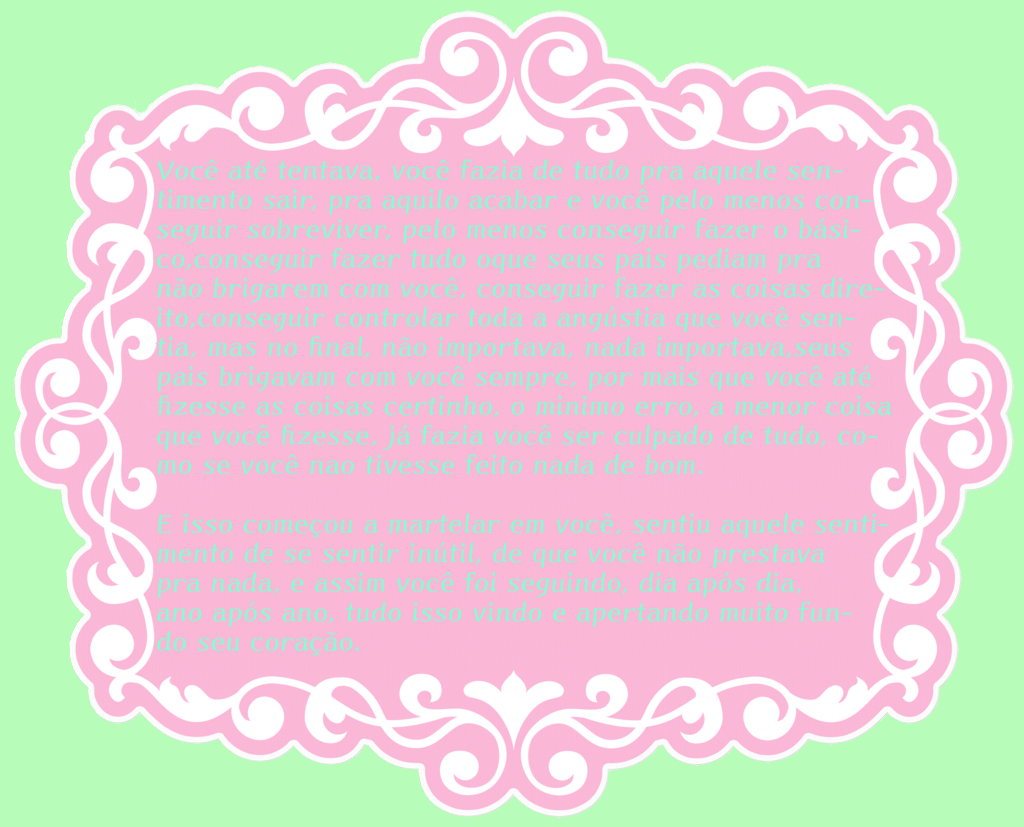 Você até tentava, você fazia de tudo pra aquele sen-
timento sair, pra aquilo acabar e você pelo menos con-
seguir sobreviver, pelo menos conseguir fazer o bási-
co,conseguir fazer tudo oque seus pais pediam pra
não brigarem com você, conseguir fazer as coisas dire-
ito,conseguir controlar toda a angústia que você sen-
tia, mas no final, não importava, nada importava,seus
pais brigavam com você sempre, por mais que você até
fizesse as coisas certinho, o mínimo erro, a menor coisa
que você fizesse, já fazia você ser culpado de tudo, co-
mo se você não tivesse feito nada de bom.
E isso começou a martelar em você, sentiu aquele senti-
mento de se sentir inútil, de que você não prestava
pra nada, e assim você foi seguindo, dia após dia,
ano após ano, tudo isso vindo e apertando muito fun-
do seu coração.